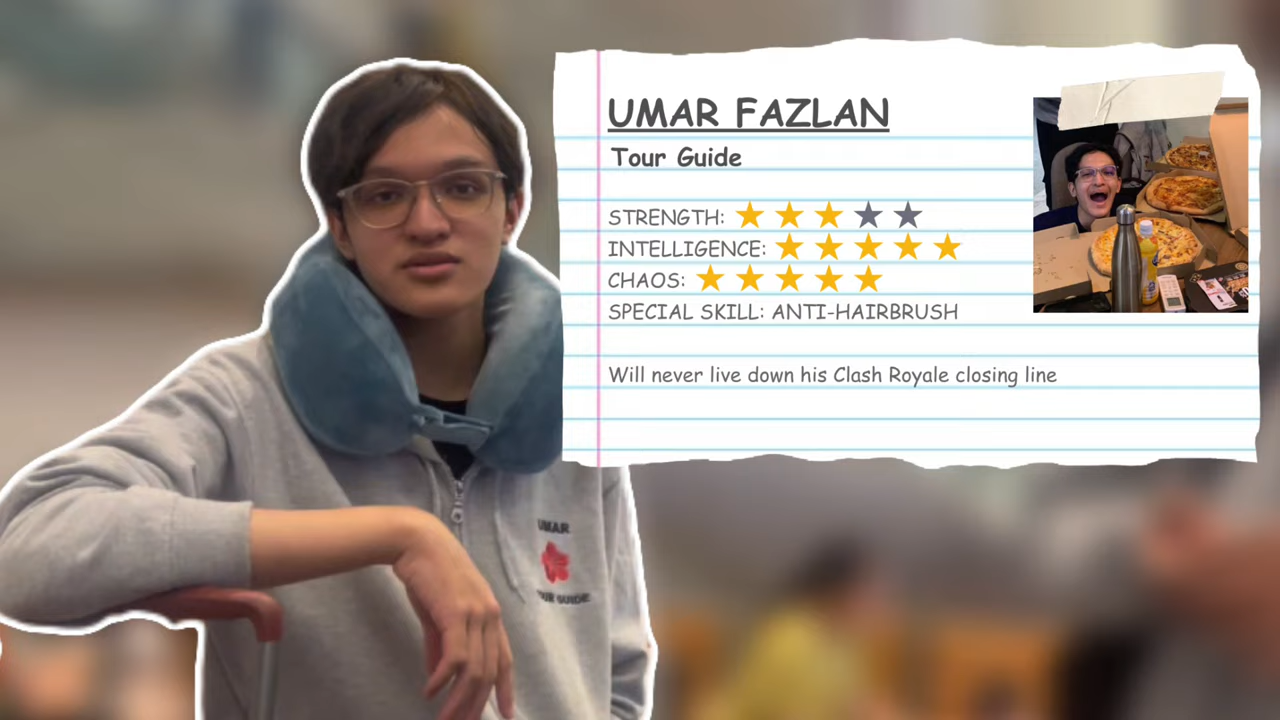 UMAR FAZLAN
Tour Guide
STRENGTH:
INTELLIGENCE:
CHAOS:
SPECIAL SKILL: ANTI-HAIRBRUSH
Will never live down his Clash Royale closing line
UMAR
TOUR GUIDE